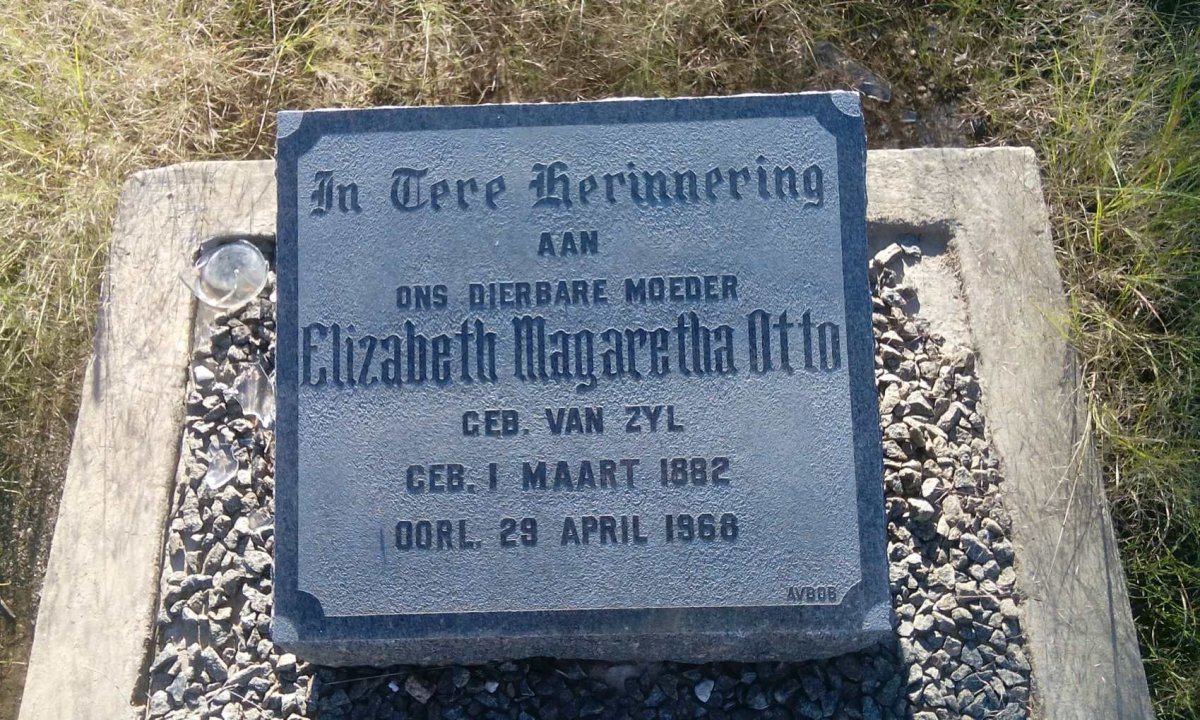 In Tere Herinnering
AAN
ONS DIERBARE MOEDER
Elizabeth Magaretha Otto
GEB. VAN ZYL
GEB. 1 MAART 1882
OORL. 29 APRIL 1968
AVBOB